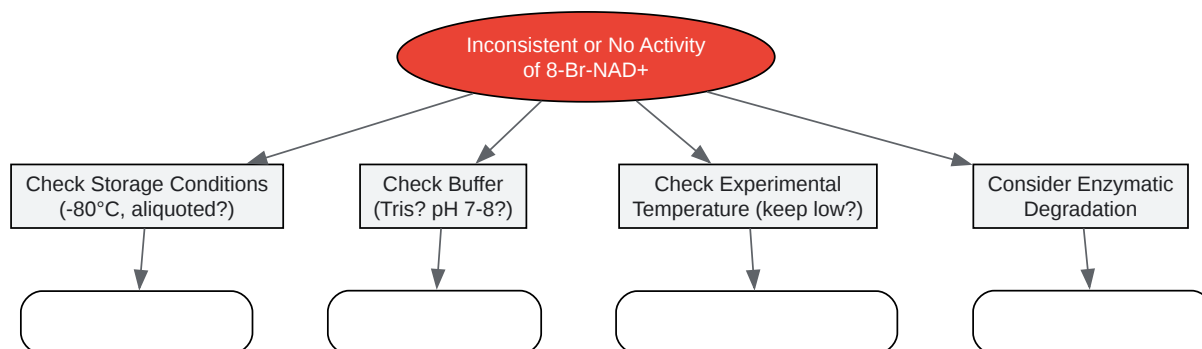 Inconsistent or No Activity
of 8-Br-NAD+
Check Storage Conditions
(-80°C, aliquoted?)
Check Buffer
(Tris? pH 7-8?)
Check Experimental
Temperature (keep low?)
Consider Enzymatic
Degradation